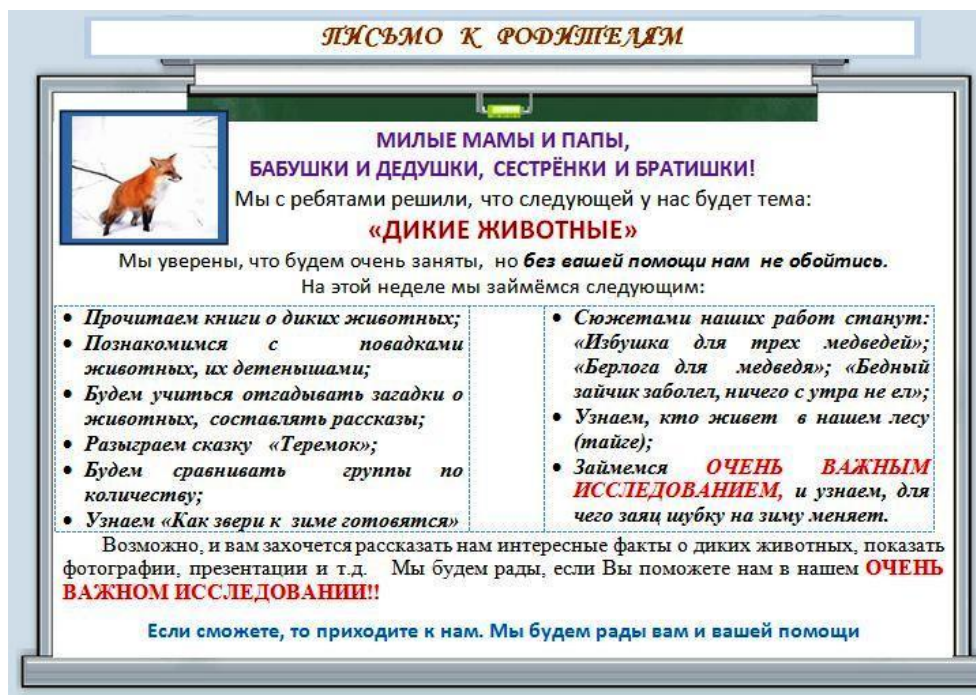 ПИСЬМО К РОДИТЕЛЯМ
МИЛЫЕ МАМЫ И ПАПЫ,
БАБУШКИ И ДЕДУШКИ, СЕСТРЁНКИ И БРАТИШКИ!
Мы с ребятами решили, что следующей у нас будет тема:
«ДИКИЕ ЖИВОТНЫЕ»
Мы уверены, что будем очень заняты, но без вашей помощи нам не обойтись.
На этой неделе мы займёмся следующим:
• Прочитаем книги о диких животных;
• Познакомимся с повадками
животных, их детенышами;
• Будем учиться отгадывать загадки о
животных, составлять рассказы;
• Разыграем сказку «Теремок»;
• Будем сравнивать группы по
количеству;
• Узнаем «Как звери к зиме готовятся»
• Сюжетами наших работ станут:
«Избушка для трех медведей»;
«Берлога для медведя»; «Бедный
зайчик заболел, ничего с утра не ел»;
• Узнаем, кто живет в нашем лесу
(тайге);
• Займемся ОЧЕНЬ ВАЖНЫМ
ИССЛЕДОВАНИЕМ, и узнаем, для
чего заяц шубку на зиму меняет.
Возможно, и вам захочется рассказать нам интересные факты о диких животных, показать
фотографии, презентации и т.д. Мы будем рады, если Вы поможете нам в нашем ОЧЕНЬ
ВАЖНОМ ИССЛЕДОВАНИИ!!
Если сможете, то приходите к нам. Мы будем рады вам и вашей помощи